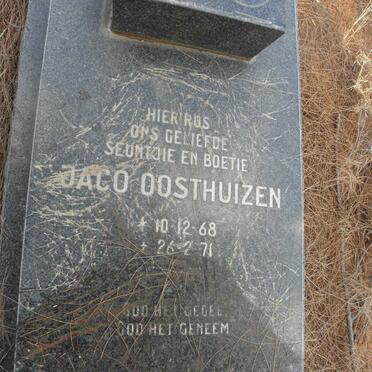 HIER RUS
ONS GELIEFDE
SEUNTJIE EN BOETIE
JACO OOSTHUIZEN
* 10·12·68
+ 26·2·71
GOD HET GEGEE,
GOD HET GENEEM